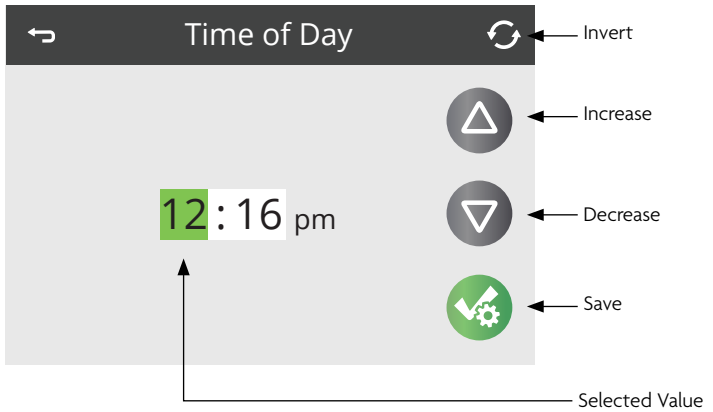 Time of Day
Invert
Increase
12 : 16 pm
Decrease
Save
Selected Value